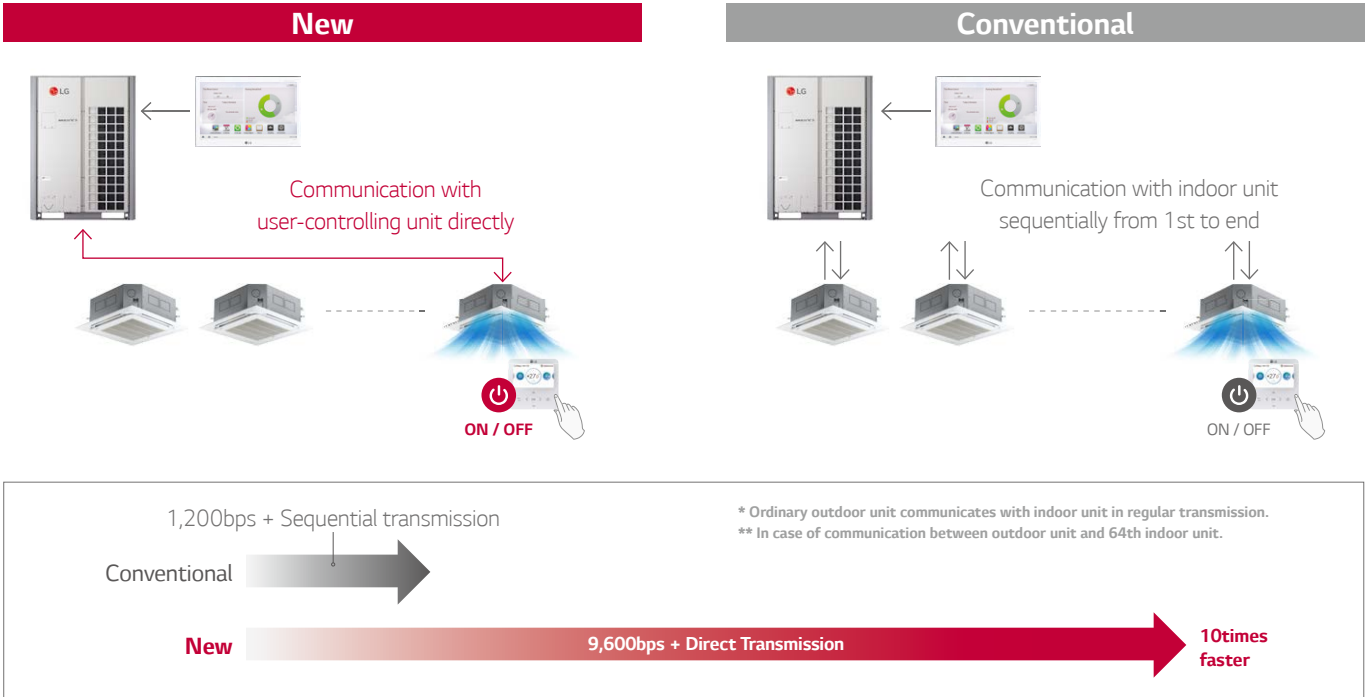 New
Conventional
LG
LG
Communication with
user-controlling unit directly
Communication with indoor unit
sequentially from 1st to end
ON / OFF
ON / OFF
1,200bps + Sequential transmission
* Ordinary outdoor unit communicates with indoor unit in regular transmission.
** In case of communication between outdoor unit and 64th indoor unit.
Conventional
New
9,600bps + Direct Transmission
10times
faster